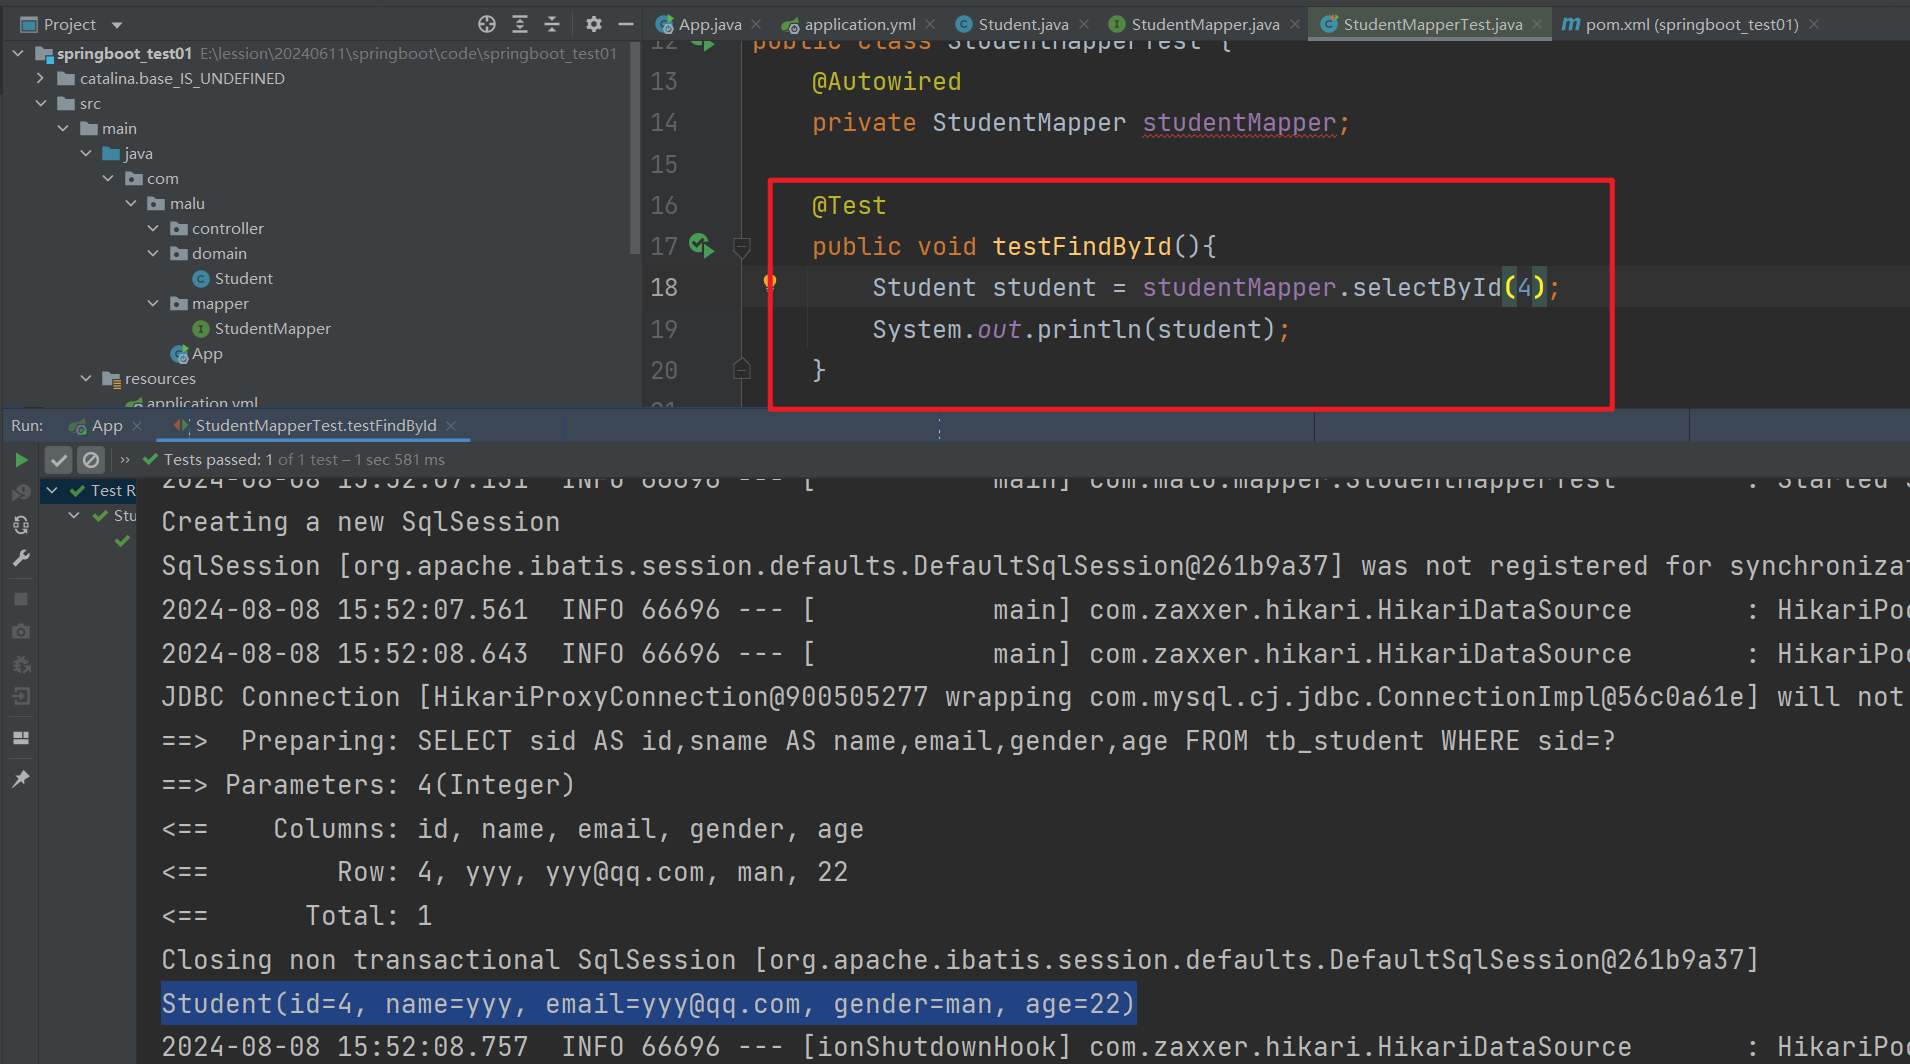 Project
springboot_test01 E:\lession\20240611\springboot\code\springboot_test01
catalina.base_IS_UNDEFINED
src
main
java
com
malu
controller
domain
Student
mapper
StudentMapper
App
resources
application.yml
App.java
application.yml
Student.java
StudentMapper.java
StudentMapperTest.java
pom.xml (springboot_test01)
12 public class StudentMapperTest {
13 @Autowired
14 private StudentMapper studentMapper;
15
16 @Test
17 public void testFindById(){
18 Student student = studentMapper.selectById(4);
19 System.out.println(student);
20 }
Run: App StudentMapperTest.testFindById
Tests passed: 1 of 1 test – 1 sec 581 ms
Test R
Stu
2024-08-08 15:52:07.151 INFO 66696 --- [ main] com.malu.mapper.StudentMapperTest : Started
Creating a new SqlSession
SqlSession [org.apache.ibatis.session.defaults.DefaultSqlSession@261b9a37] was not registered for synchroniza
2024-08-08 15:52:07.561 INFO 66696 --- [ main] com.zaxxer.hikari.HikariDataSource : HikariPoo
2024-08-08 15:52:08.643 INFO 66696 --- [ main] com.zaxxer.hikari.HikariDataSource : HikariPoo
JDBC Connection [HikariProxyConnection@900505277 wrapping com.mysql.cj.jdbc.ConnectionImpl@56c0a61e] will not
==> Preparing: SELECT sid AS id,sname AS name,email,gender,age FROM tb_student WHERE sid=?
==> Parameters: 4(Integer)
<== Columns: id, name, email, gender, age
<== Row: 4, yyy, yyy@qq.com, man, 22
<== Total: 1
Closing non transactional SqlSession [org.apache.ibatis.session.defaults.DefaultSqlSession@261b9a37]
Student(id=4, name=yyy, email=yyy@qq.com, gender=man, age=22)
2024-08-08 15:52:08.757 INFO 66696 --- [ionShutdownHook] com.zaxxer.hikari.HikariDataSource : HikariPoo